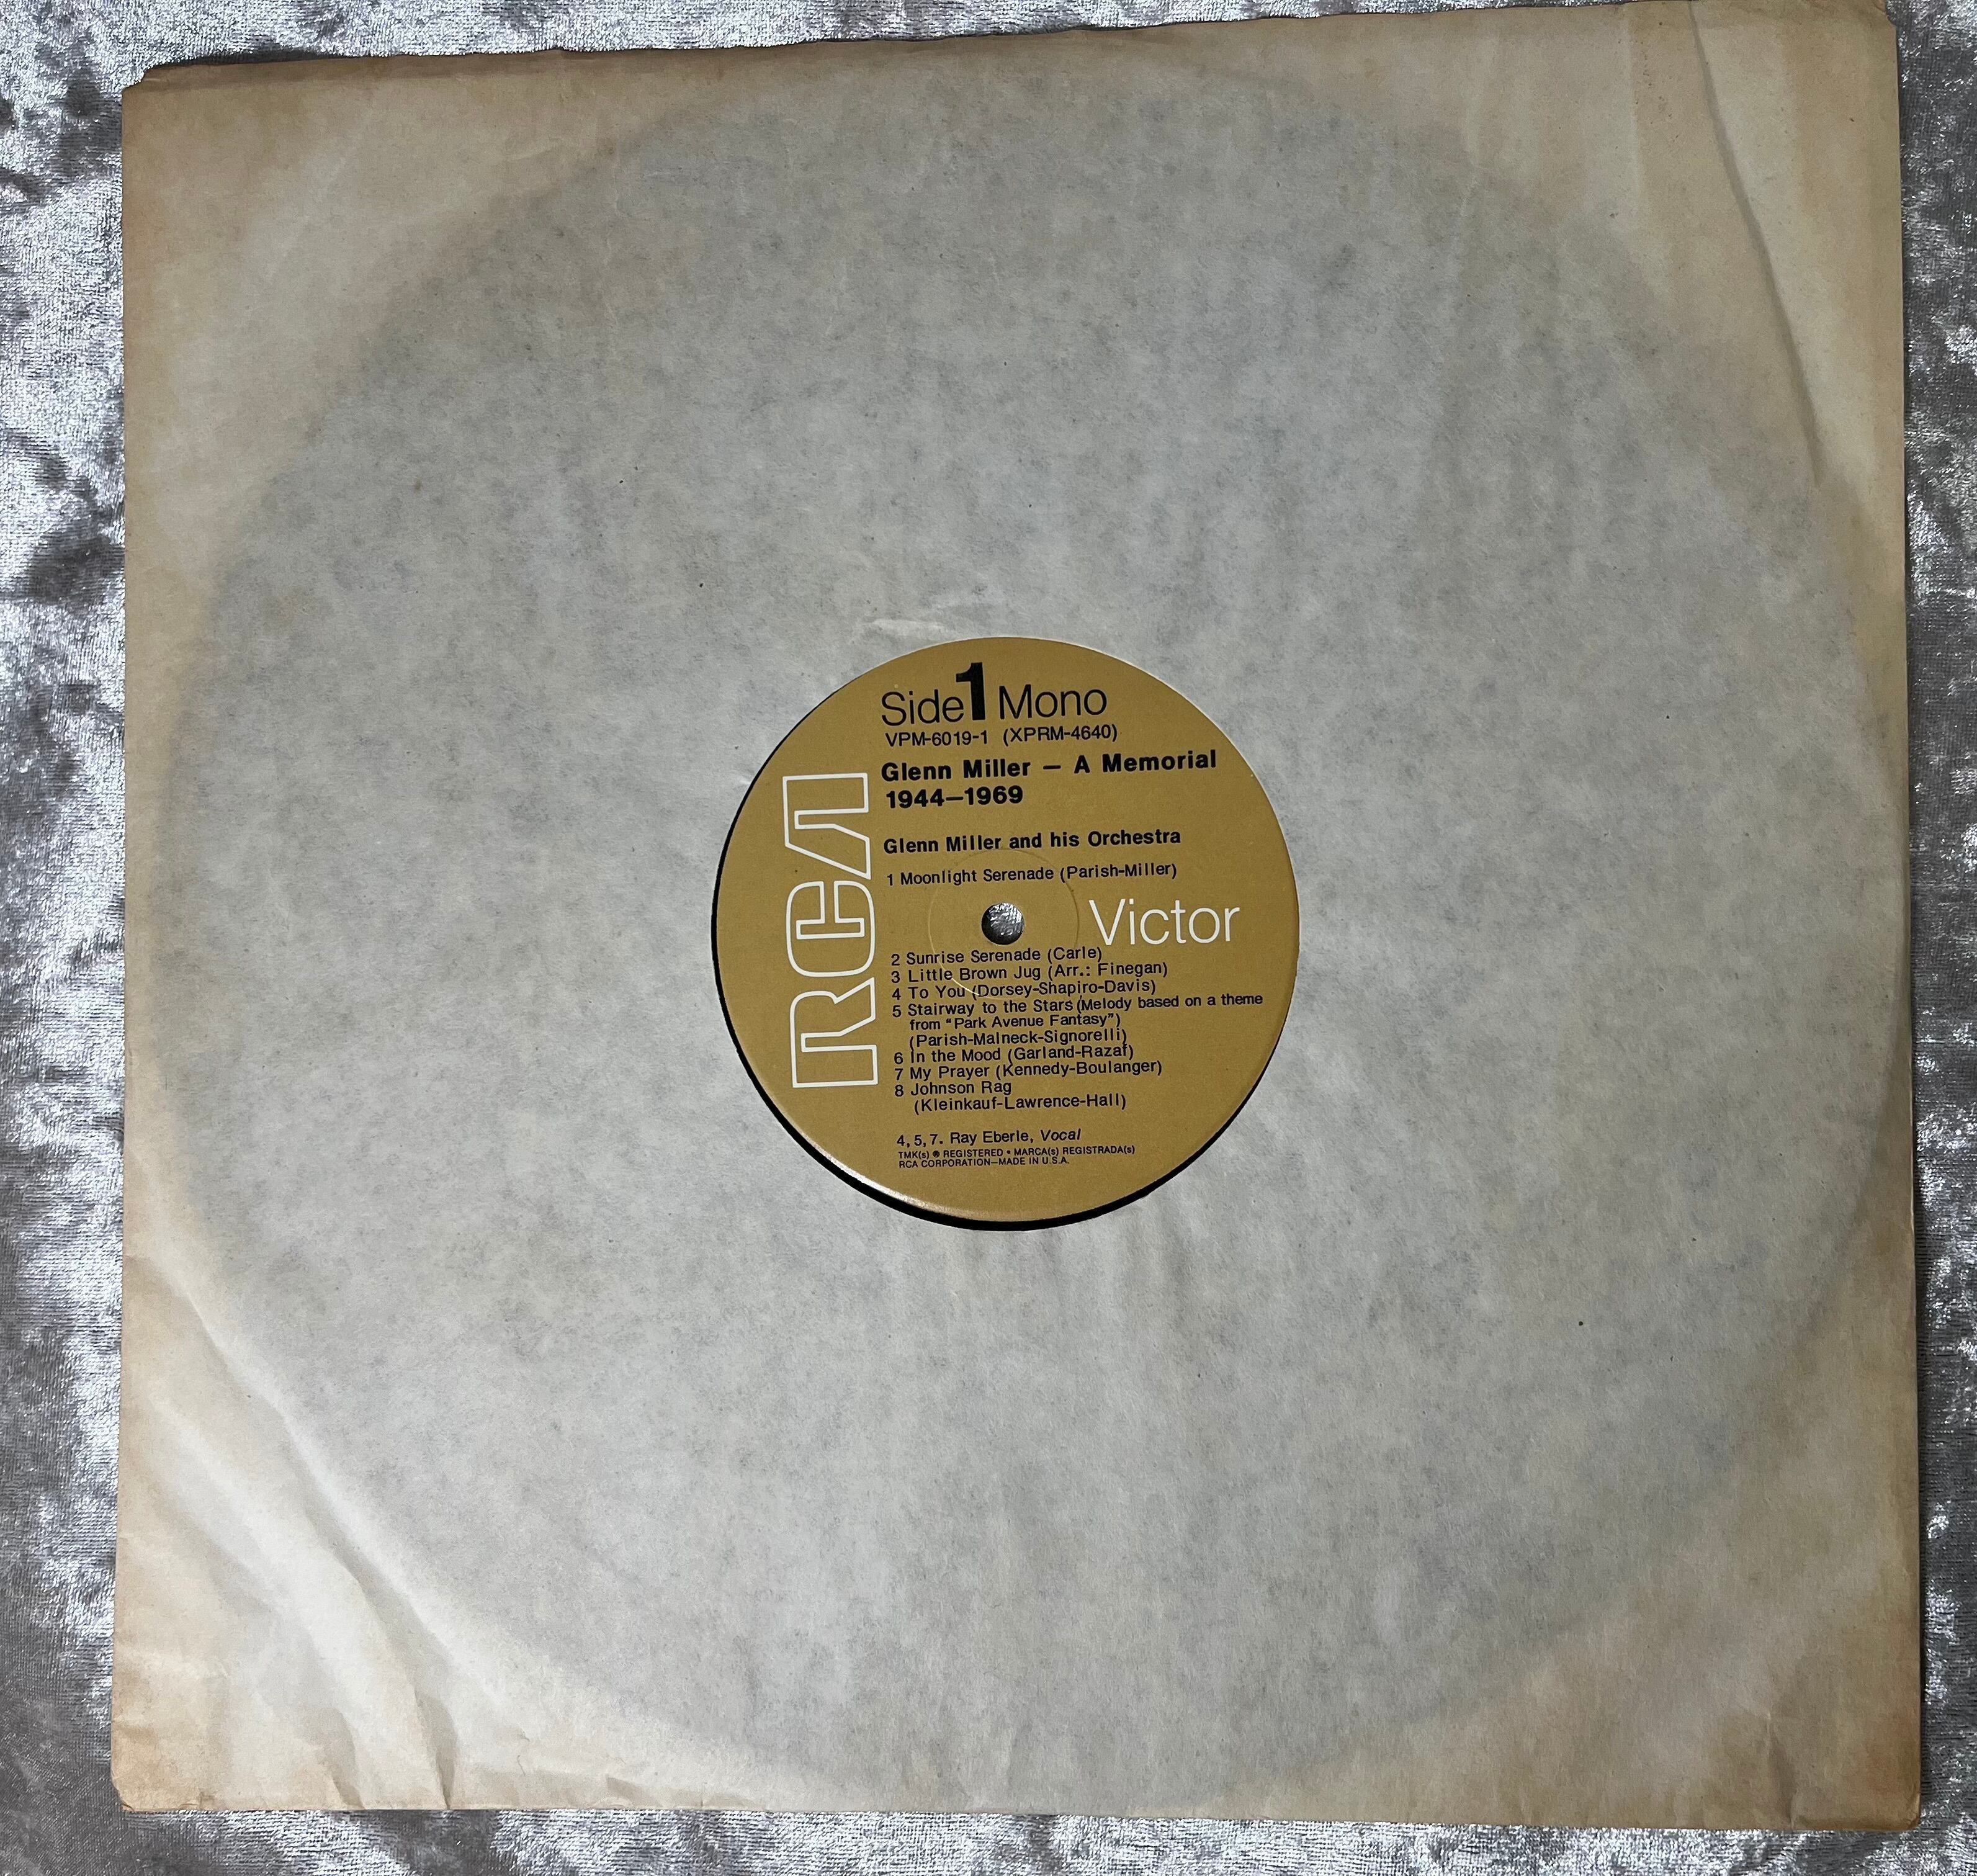 Side 1 Mono
VPM-6019-1 (XPRM-4640)
Glenn Miller — A Memorial
1944–1969
Glenn Miller and his Orchestra
1 Moonlight Serenade (Parish-Miller)
RCA
Victor
2 Sunrise Serenade (Carle)
3 Little Brown Jug (Arr.: Finegan)
4 To You (Dorsey-Shapiro-Davis)
5 Stairway to the Stars (Melody based on a theme
from "Park Avenue Fantasy")
(Parish-Malneck-Signorelli)
6 In the Mood (Garland-Razaf)
7 My Prayer (Kennedy-Boulanger)
8 Johnson Rag
(Kleinkauf-Lawrence-Hall)
4, 5, 7. Ray Eberle, Vocal
TMK(s) ® REGISTERED • MARCA(s) REGISTRADA(s)
RCA CORPORATION—MADE IN U.S.A.